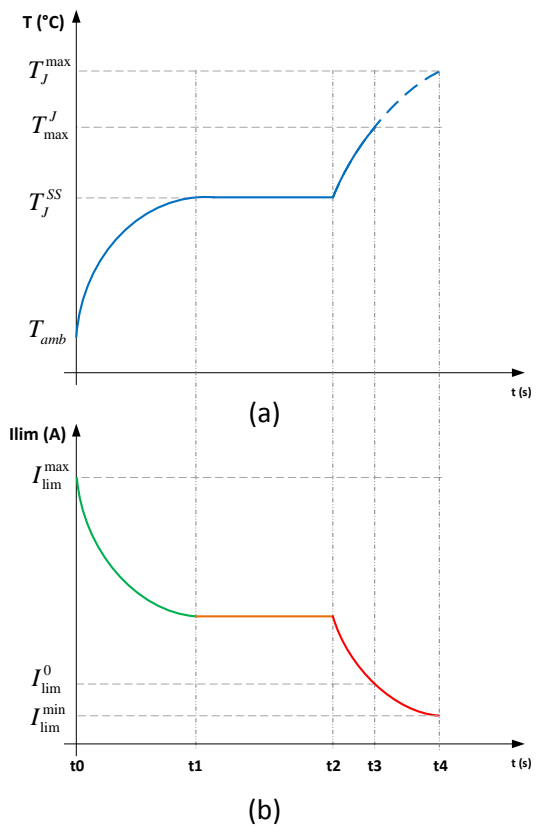 T (°C)
T_J^max
T_max^J
T_J^SS
T_amb
t (s)
(a)
Ilim (A)
I_lim^max
I_lim^0
I_lim^min
t0 t1 t2 t3 t4 t (s)
(b)